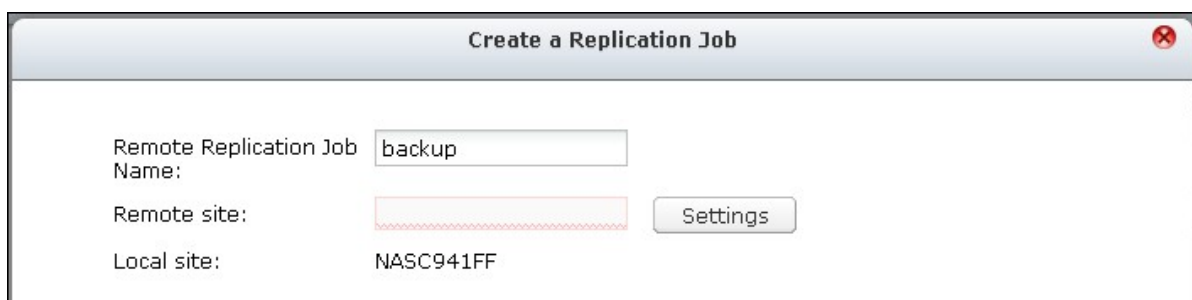 Create a Replication Job
Remote Replication Job backup
Name:
Remote site: Settings
Local site: NASC941FF